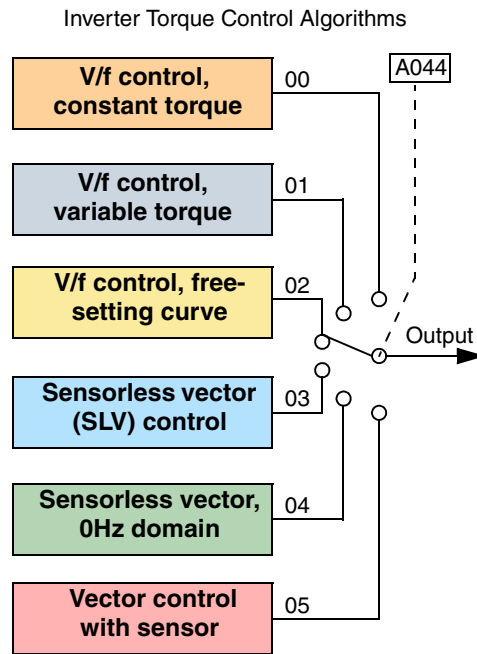 Inverter Torque Control Algorithms
A044
V/f control,
constant torque
00
V/f control,
variable torque
01
V/f control, free-
setting curve
02
Output
Sensorless vector
(SLV) control
03
Sensorless vector,
0Hz domain
04
Vector control
with sensor
05